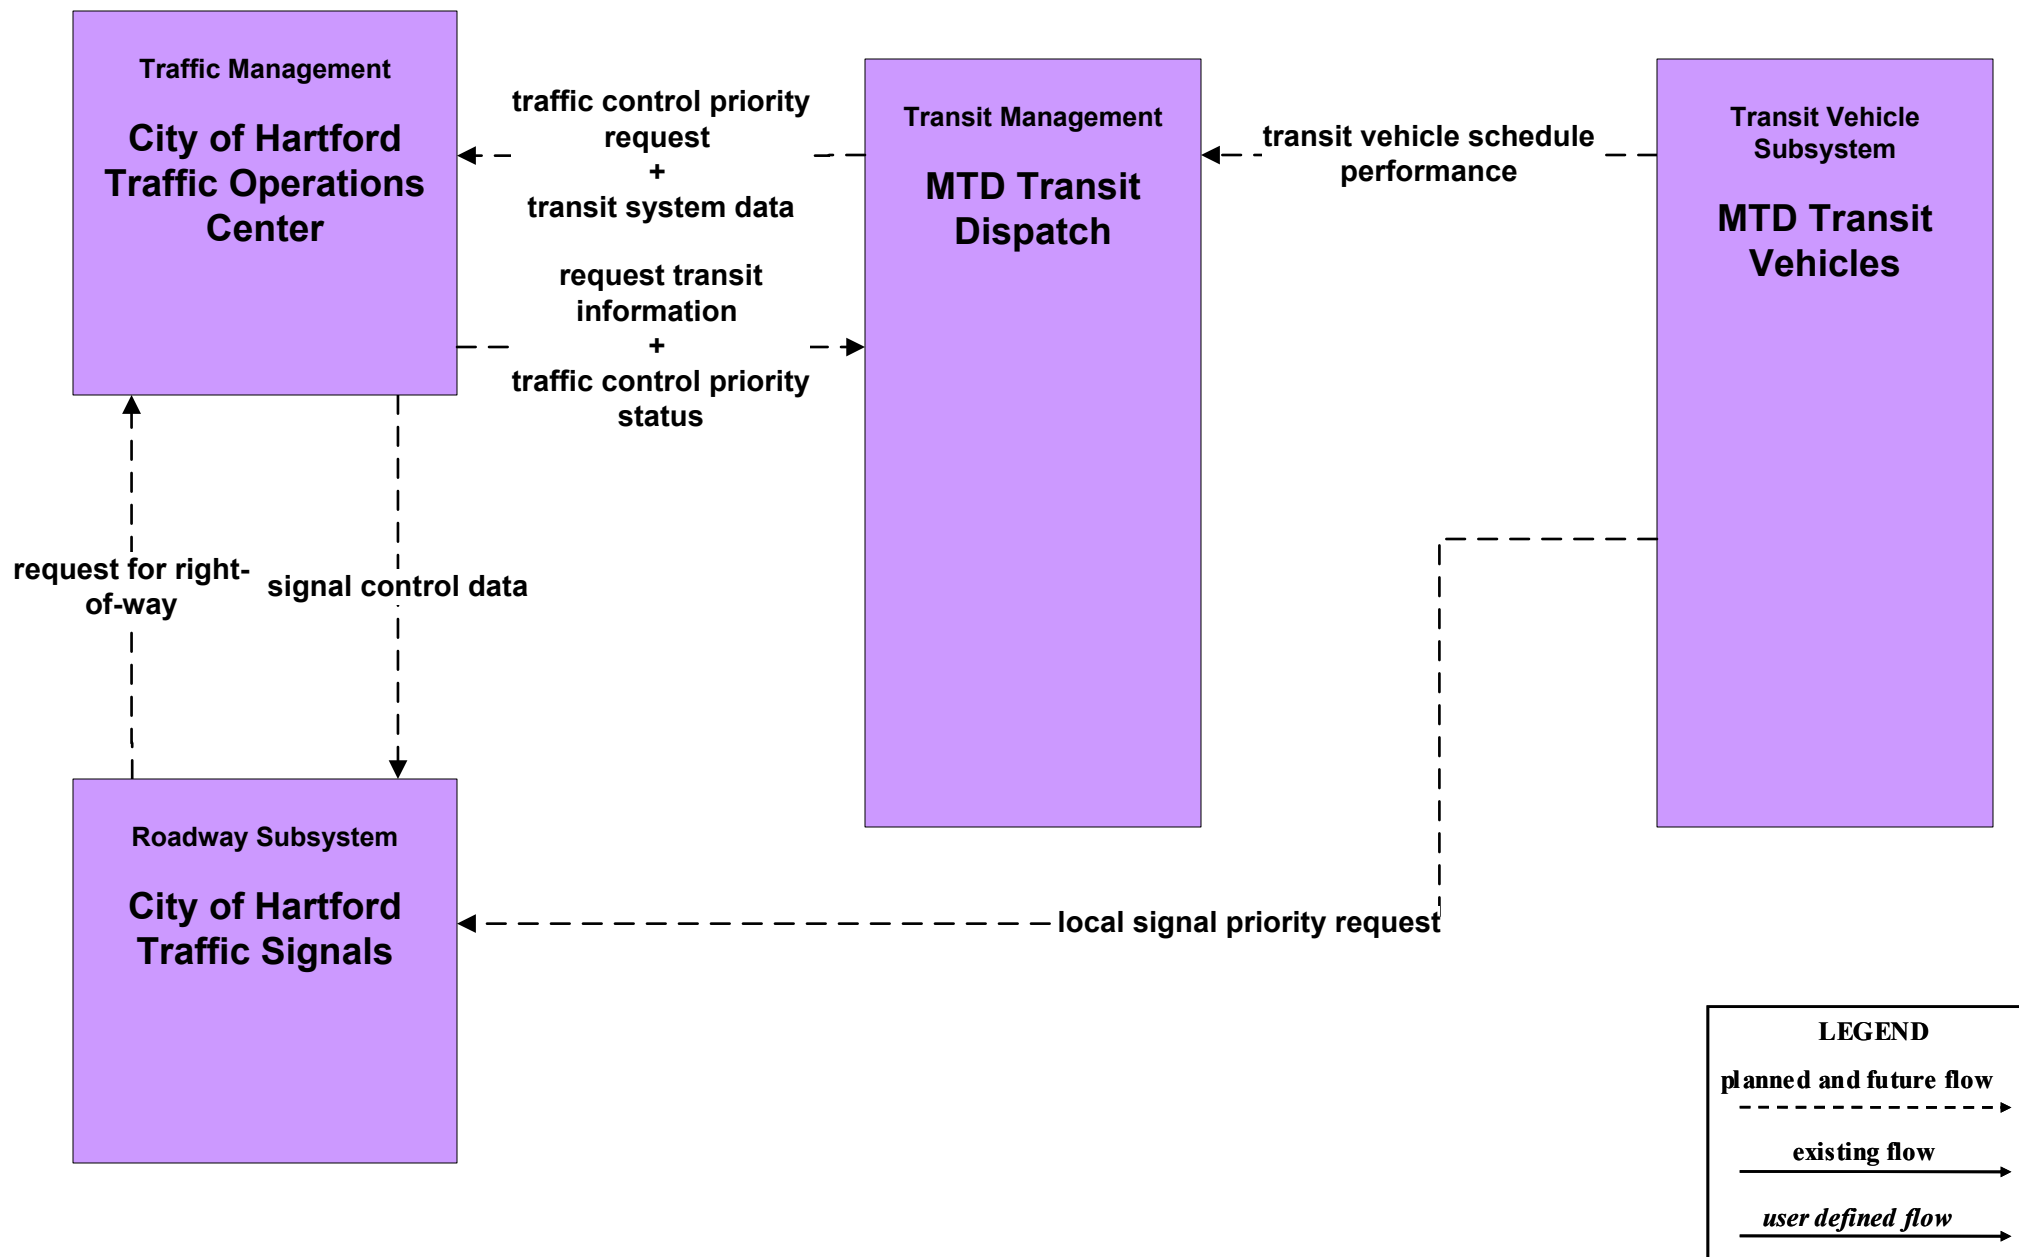 Traffic Management
City of Hartford
Traffic Operations
Center
traffic control priority
request
+
transit system data
request transit
information
+
traffic control priority
status
Transit Management
MTD Transit
Dispatch
transit vehicle schedule
performance
Transit Vehicle
Subsystem
MTD Transit
Vehicles
request for right-
of-way
signal control data
Roadway Subsystem
City of Hartford
Traffic Signals
local signal priority request
LEGEND
planned and future flow
existing flow
user defined flow